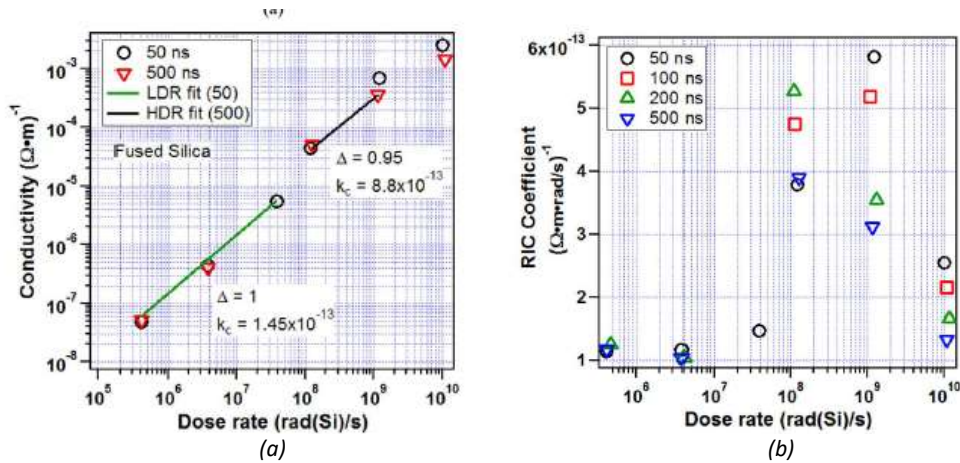 (a)
50 ns
500 ns
LDR fit (50)
HDR fit (500)
Fused Silica
Δ = 0.95
k_c = 8.8x10^-13
Δ = 1
k_c = 1.45x10^-13
Conductivity (Ω•m)^-1
10^-3
10^-4
10^-5
10^-6
10^-7
10^-8
10^5 10^6 10^7 10^8 10^9 10^10
Dose rate (rad(Si)/s)
(a)
50 ns
100 ns
200 ns
500 ns
RIC Coefficient
(Ω•m•rad/s)^-1
6x10^-13
4
3
2
1
10^6 10^7 10^8 10^9 10^10
Dose rate (rad(Si)/s)
(b)